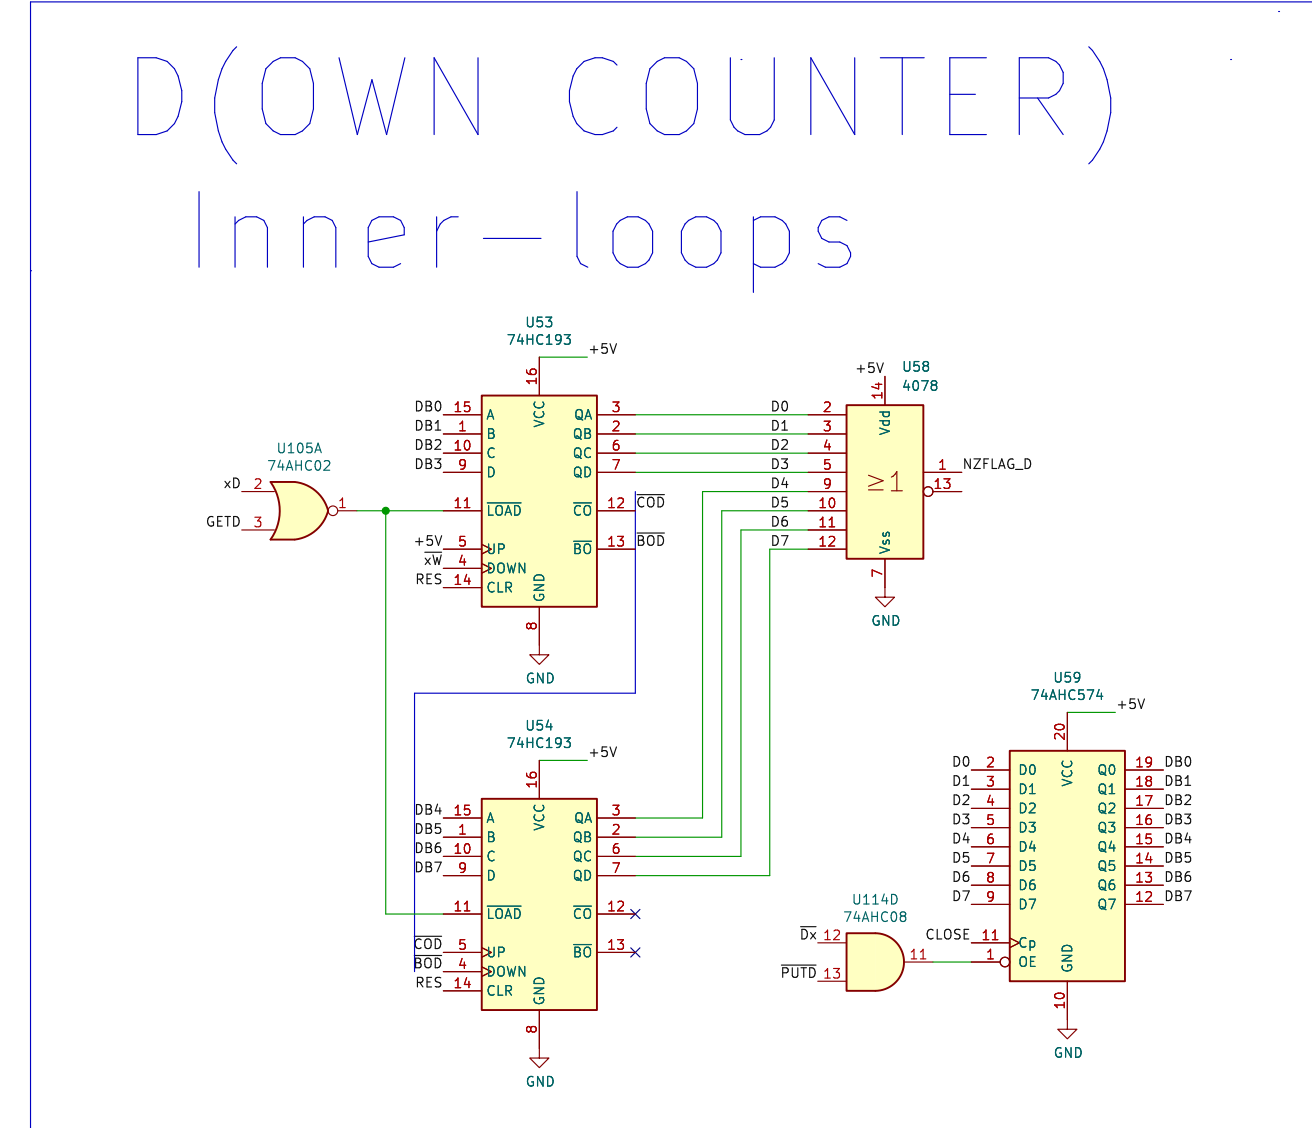 D(OWN COUNTER)
Inner-loops
U53
74HC193
+5V
16
VCC
DB0 15 A QA 3
DB1 1 B QB 2
DB2 10 C QC 6
DB3 9 D QD 7
11 LOAD CO 12 COD
+5V 5 UP BO 13 BOD
xW 4 DOWN
RES 14 CLR
GND
8
GND
U105A
74AHC02
xD 2
1
GETD 3
+5V
U58
4078
14
Vdd
D0 2
D1 3
D2 4
D3 5
D4 9
D5 10
D6 11
D7 12
≥1
1 NZFLAG_D
13
Vss
7
GND
U54
74HC193
+5V
16
VCC
DB4 15 A QA 3
DB5 1 B QB 2
DB6 10 C QC 6
DB7 9 D QD 7
11 LOAD CO 12
COD 5 UP BO 13
BOD 4 DOWN
RES 14 CLR
GND
8
GND
U59
74AHC574
+5V
20
VCC
D0 2 D0 Q0 19 DB0
D1 3 D1 Q1 18 DB1
D2 4 D2 Q2 17 DB2
D3 5 D3 Q3 16 DB3
D4 6 D4 Q4 15 DB4
D5 7 D5 Q5 14 DB5
D6 8 D6 Q6 13 DB6
D7 9 D7 Q7 12 DB7
CLOSE 11 Cp
1 OE
GND
10
GND
U114D
74AHC08
Dx 12
11
PUTD 13